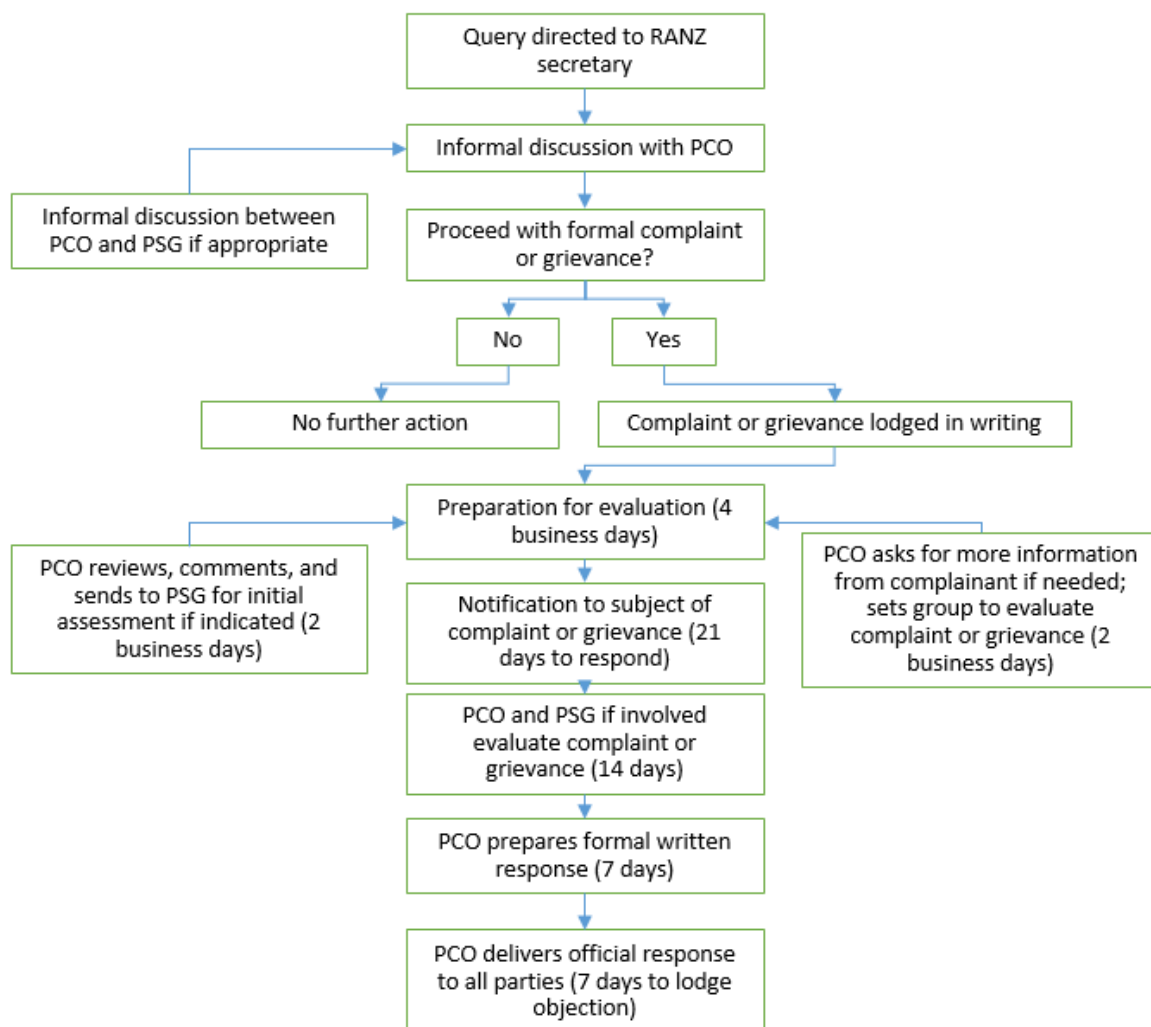 Query directed to RANZ
secretary
Informal discussion with PCO
Informal discussion between
PCO and PSG if appropriate
Proceed with formal complaint
or grievance?
No
Yes
No further action
Complaint or grievance lodged in writing
Preparation for evaluation (4
business days)
PCO reviews, comments, and
sends to PSG for initial
assessment if indicated (2
business days)
PCO asks for more information
from complainant if needed;
sets group to evaluate
complaint or grievance (2
business days)
Notification to subject of
complaint or grievance (21
days to respond)
PCO and PSG if involved
evaluate complaint or
grievance (14 days)
PCO prepares formal written
response (7 days)
PCO delivers official response
to all parties (7 days to lodge
objection)